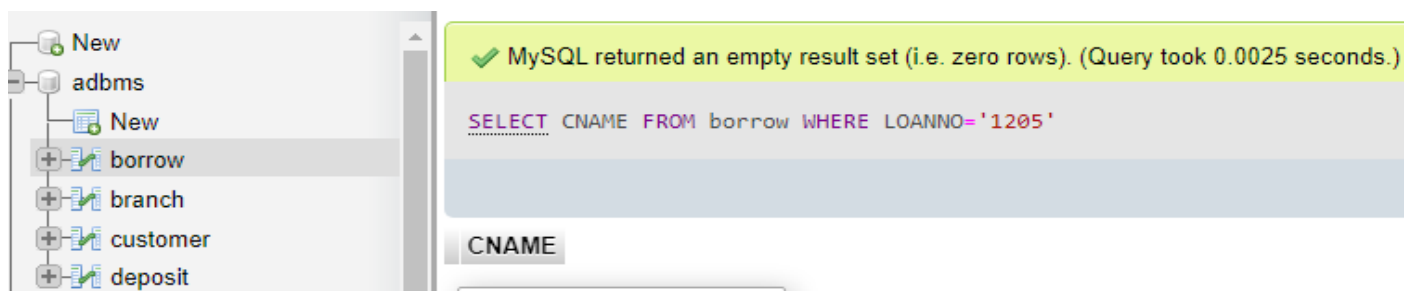 New
adbms
New
borrow
branch
customer
deposit
MySQL returned an empty result set (i.e. zero rows). (Query took 0.0025 seconds.)
SELECT CNAME FROM borrow WHERE LOANNO='1205'
CNAME